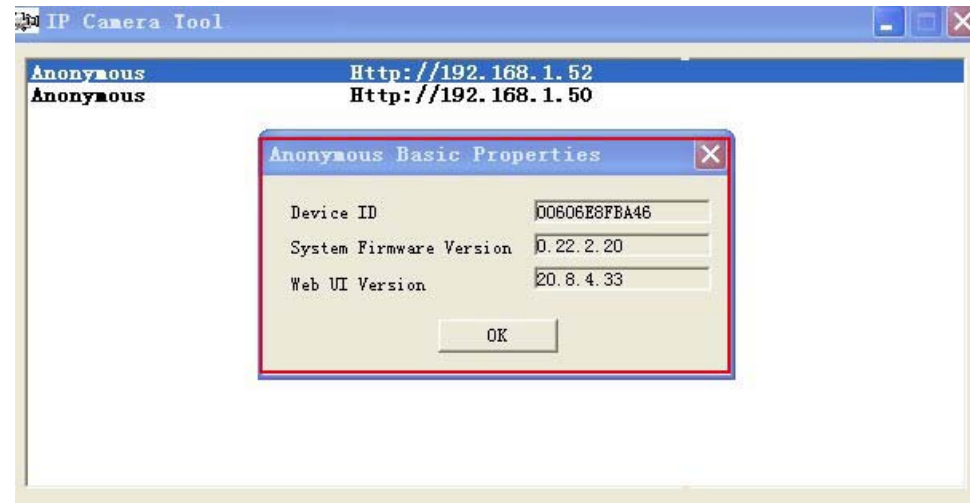 IP Camera Tool
Anonymous Http://192.168.1.52
Anonymous Http://192.168.1.50
Anonymous Basic Properties
Device ID 00606E8FBA46
System Firmware Version 0.22.2.20
Web UI Version 20.8.4.33
OK